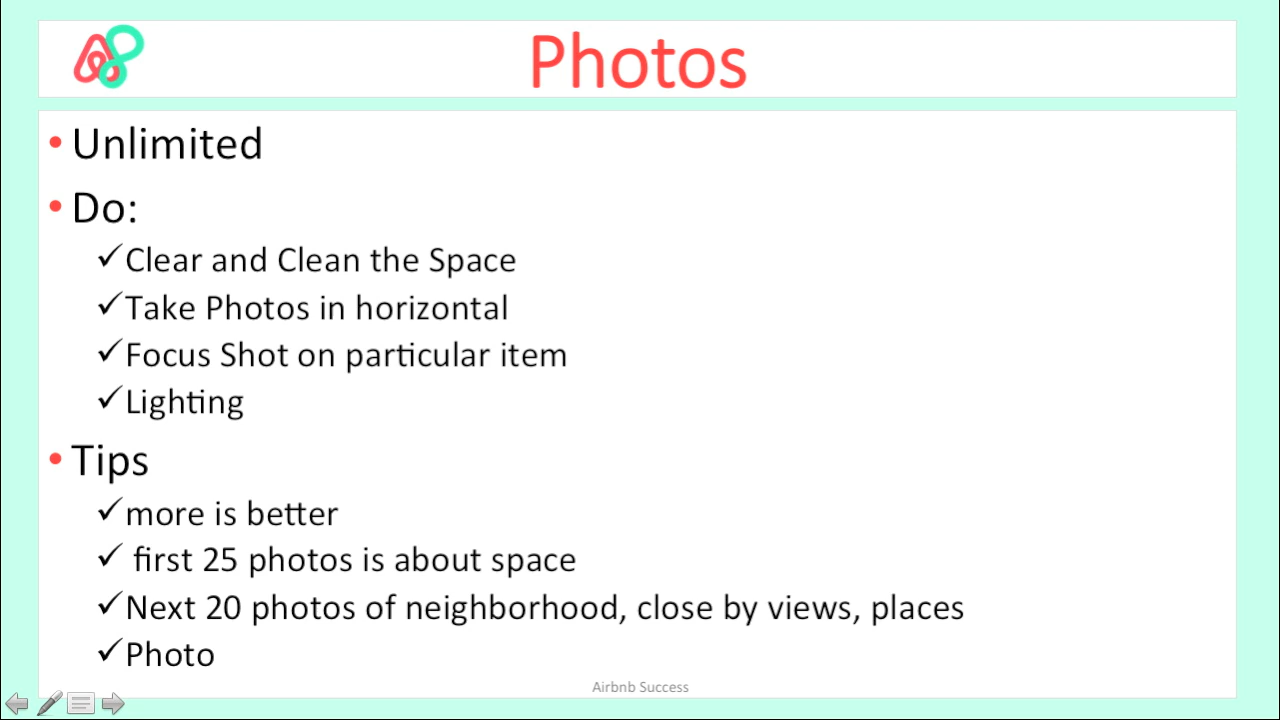 Photos
• Unlimited
• Do:
✓Clear and Clean the Space
✓Take Photos in horizontal
✓Focus Shot on particular item
✓Lighting
• Tips
✓more is better
✓ first 25 photos is about space
✓Next 20 photos of neighborhood, close by views, places
✓Photo
Airbnb Success